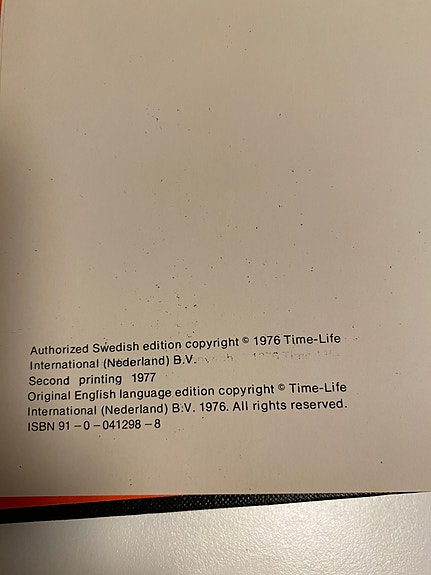 Authorized Swedish edition copyright © 1976 Time-Life
International (Nederland) B.V.
Second printing 1977
Original English language edition copyright © Time-Life
International (Nederland) B.V. 1976. All rights reserved.
ISBN 91–0–041298–8